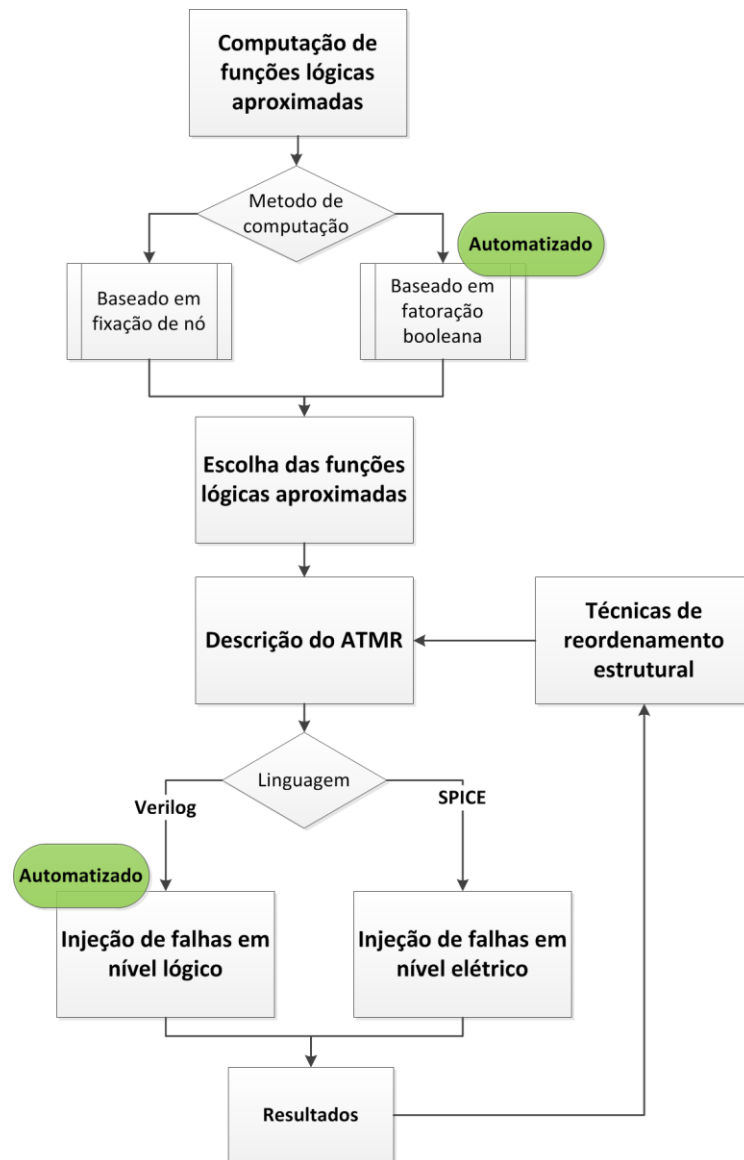 Computação de
funções lógicas
aproximadas
Metodo de
computação
Automatizado
Baseado em
fixação de nó
Baseado em
fatoração
booleana
Escolha das funções
lógicas aproximadas
Descrição do ATMR
Técnicas de
reordenamento
estrutural
Linguagem
Verilog
SPICE
Automatizado
Injeção de falhas em
nível lógico
Injeção de falhas em
nível elétrico
Resultados